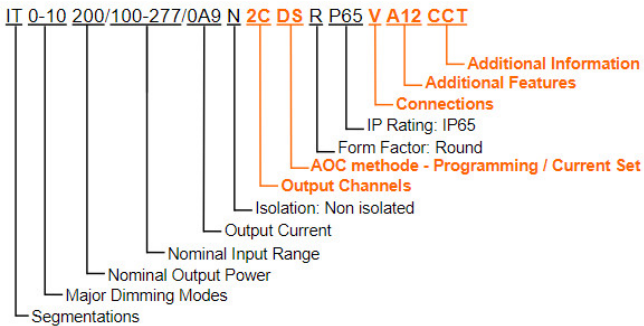 IT 0-10 200/100-277/0A9 N 2C DS R P65 V A12 CCT
Additional Information
Additional Features
Connections
IP Rating: IP65
Form Factor: Round
AOC methode - Programming / Current Set
Output Channels
Isolation: Non isolated
Output Current
Nominal Input Range
Nominal Output Power
Major Dimming Modes
Segmentations